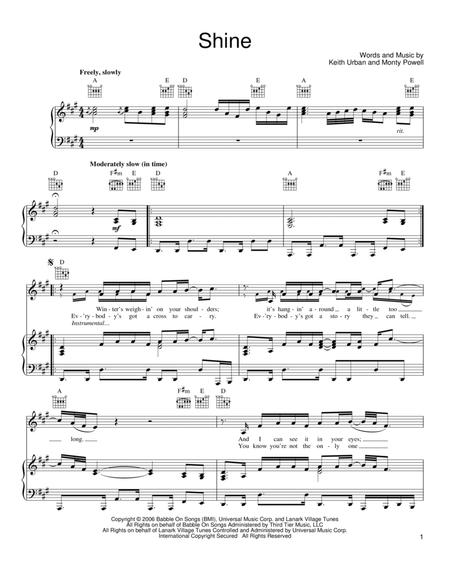 Shine
Words and Music by
Keith Urban and Monty Powell
Freely, slowly
A E D A E
mp rit.
Moderately slow (in time)
D F#m E D D F#m E D
mf
D
Win-ter's weigh-in' on your shoul-ders; it's hang-in' a-round a lit-tle too
Ev-'ry-bod-y's got a cross to car-ry. Ev-'ry-bod-y's got a sto-ry they can tell.
Instrumental
F#m E D
long. And I can see it in your eyes;
You know you're not the on-ly one
Copyright © 2006 Babble On Songs (BMI), Universal Music Corp. and Lanark Village Tunes
All Rights on behalf of Babble On Songs Administered by Third Tier Music, LLC
All Rights on behalf of Lanark Village Tunes Controlled and Administered by Universal Music Corp.
International Copyright Secured All Rights Reserved
1